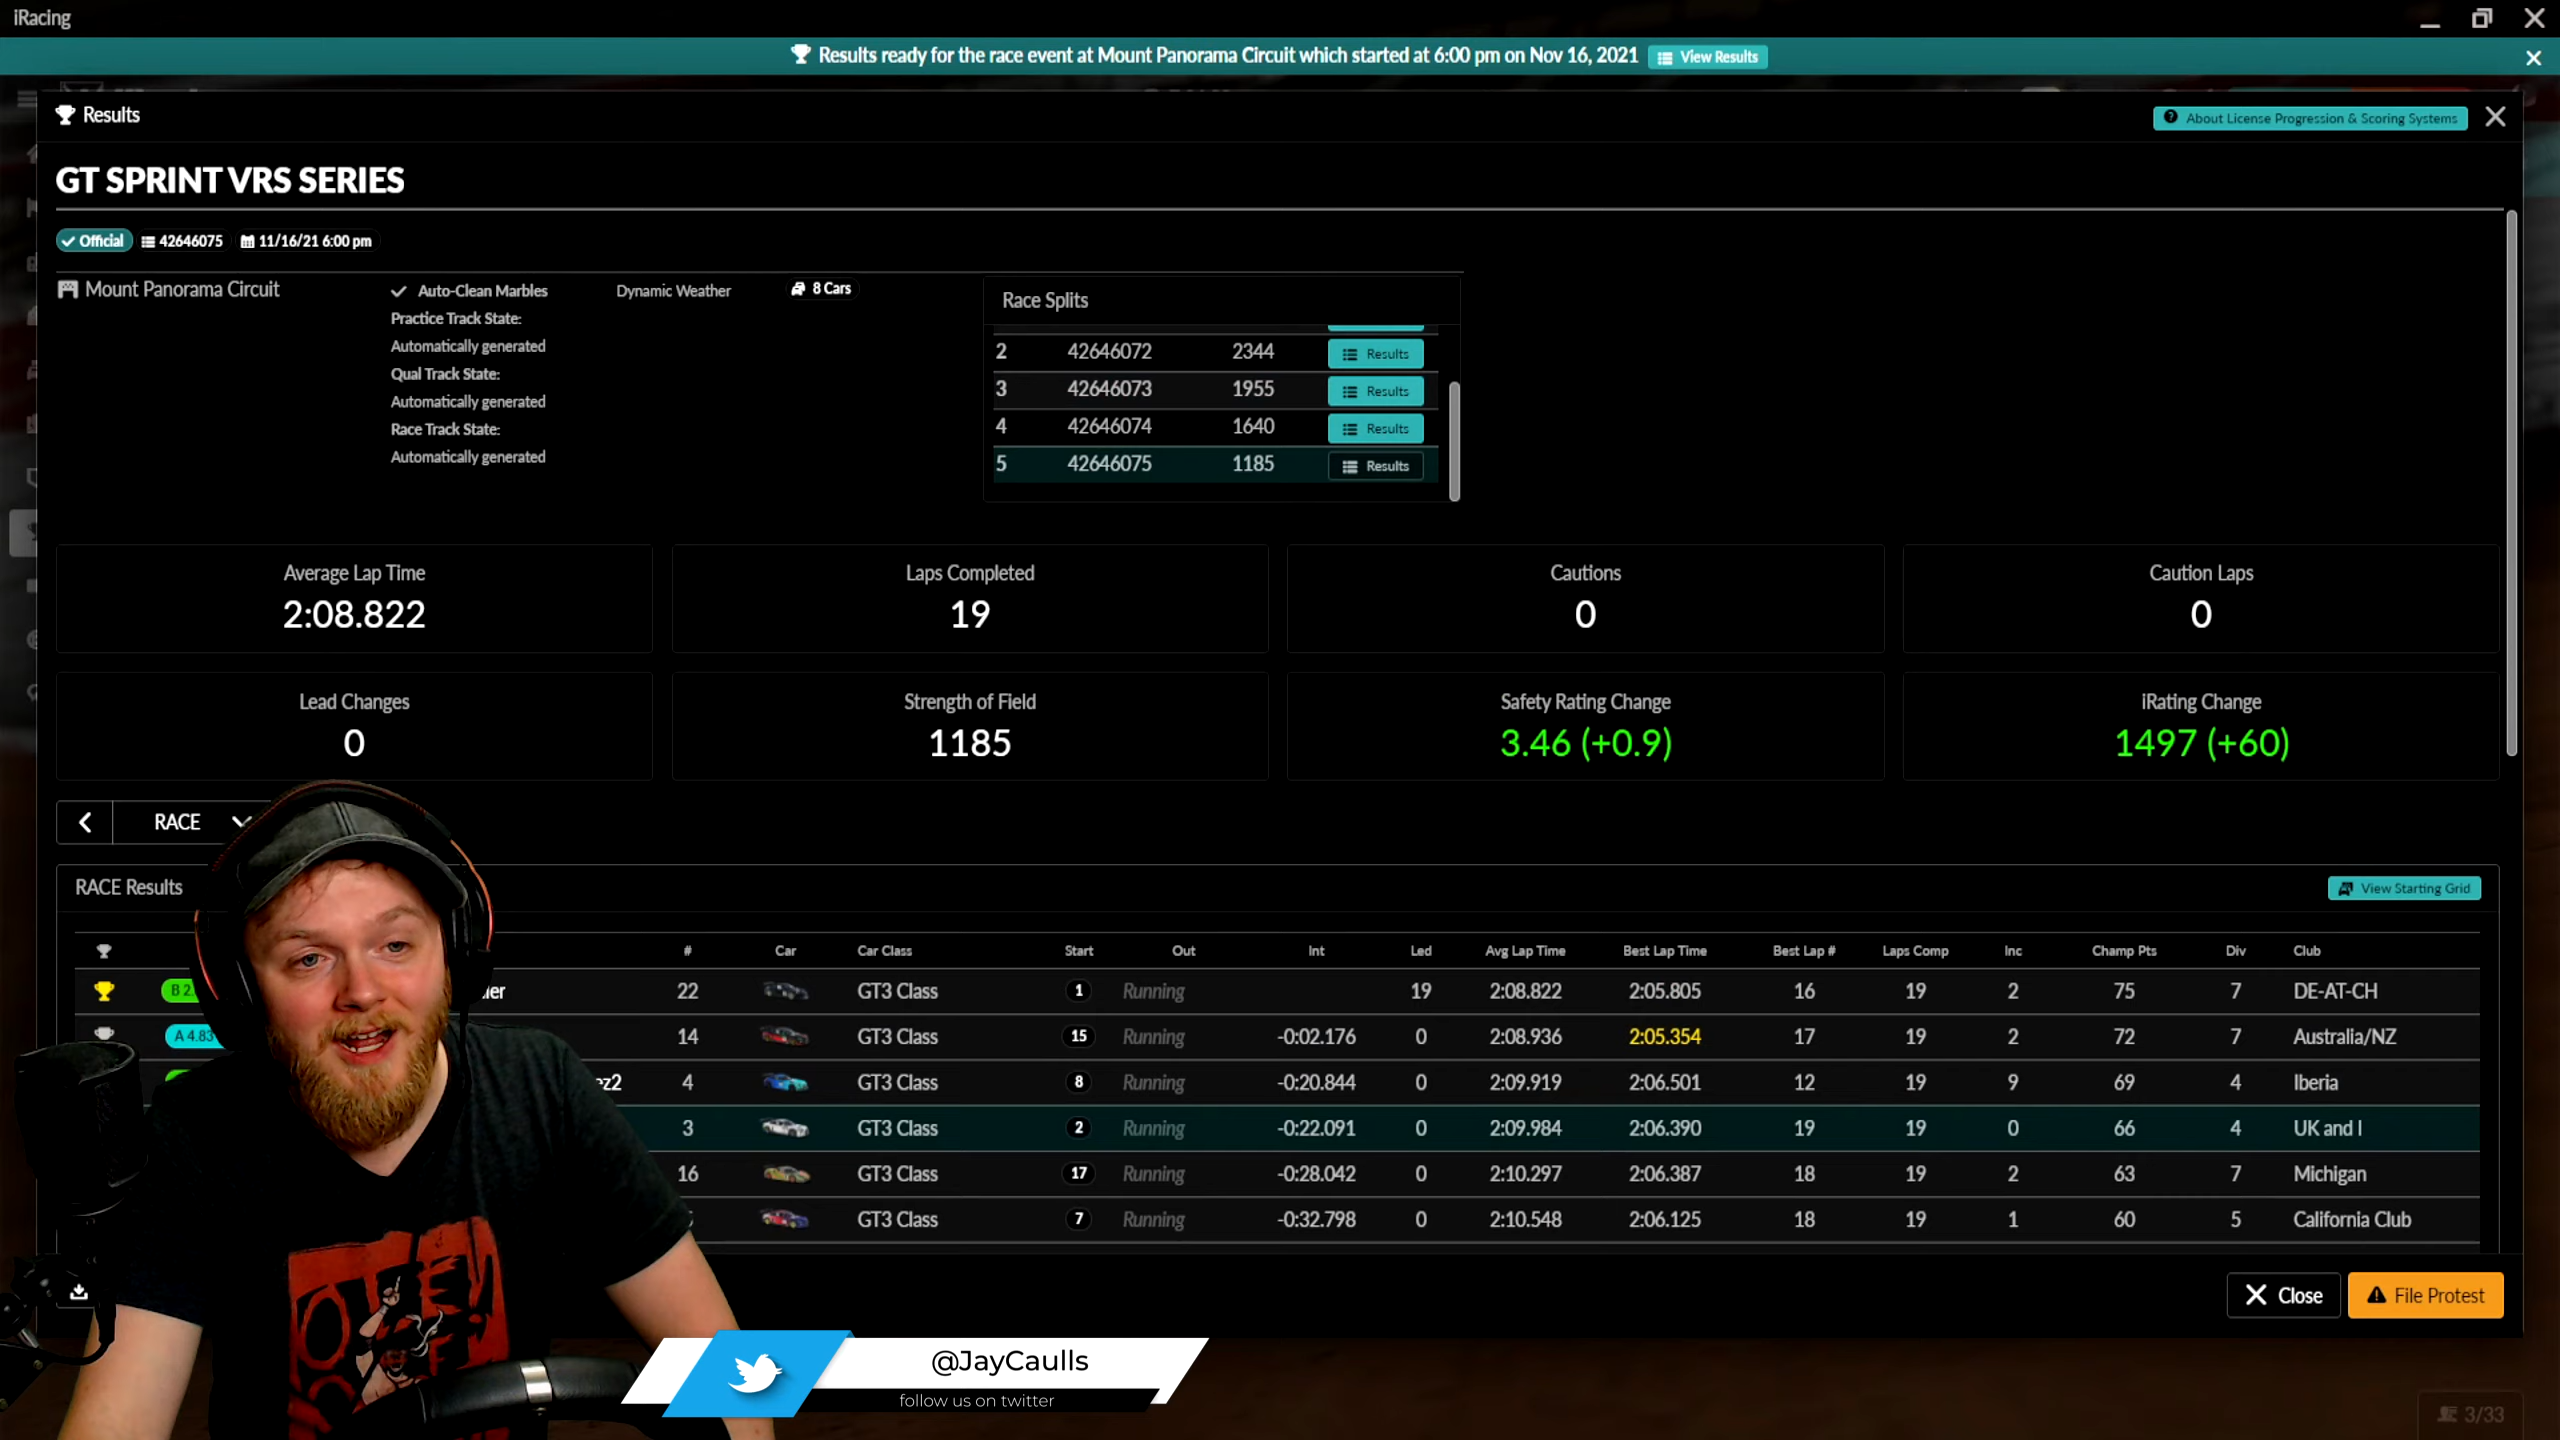 iRacing
Results ready for the race event at Mount Panorama Circuit which started at 6:00 pm on Nov 16, 2021 View Results
Results
About License Progression & Scoring Systems
GT SPRINT VRS SERIES
Official 42646075 11/16/21 6:00 pm
Mount Panorama Circuit
Auto-Clean Marbles
Practice Track State:
Automatically generated
Qual Track State:
Automatically generated
Race Track State:
Automatically generated
Dynamic Weather
8 Cars
Race Splits
2 42646072 2344 Results
3 42646073 1955 Results
4 42646074 1640 Results
5 42646075 1185 Results
Average Lap Time
2:08.822
Laps Completed
19
Cautions
0
Caution Laps
0
Lead Changes
0
Strength of Field
1185
Safety Rating Change
3.46 (+0.9)
iRating Change
1497 (+60)
RACE
RACE Results
View Starting Grid
# Car Car Class Start Out Int Led Avg Lap Time Best Lap Time Best Lap # Laps Comp Inc Champ Pts Div Club
B 2. 22 GT3 Class 1 Running 19 2:08.822 2:05.805 16 19 2 75 7 DE-AT-CH
A 4.83 14 GT3 Class 15 Running -0:02.176 0 2:08.936 2:05.354 17 19 2 72 7 Australia/NZ
ez2 4 GT3 Class 8 Running -0:20.844 0 2:09.919 2:06.501 12 19 9 69 4 Iberia
3 GT3 Class 2 Running -0:22.091 0 2:09.984 2:06.390 19 19 0 66 4 UK and I
16 GT3 Class 17 Running -0:28.042 0 2:10.297 2:06.387 18 19 2 63 7 Michigan
GT3 Class 7 Running -0:32.798 0 2:10.548 2:06.125 18 19 1 60 5 California Club
Close
File Protest
@JayCaulls
follow us on twitter
3/33